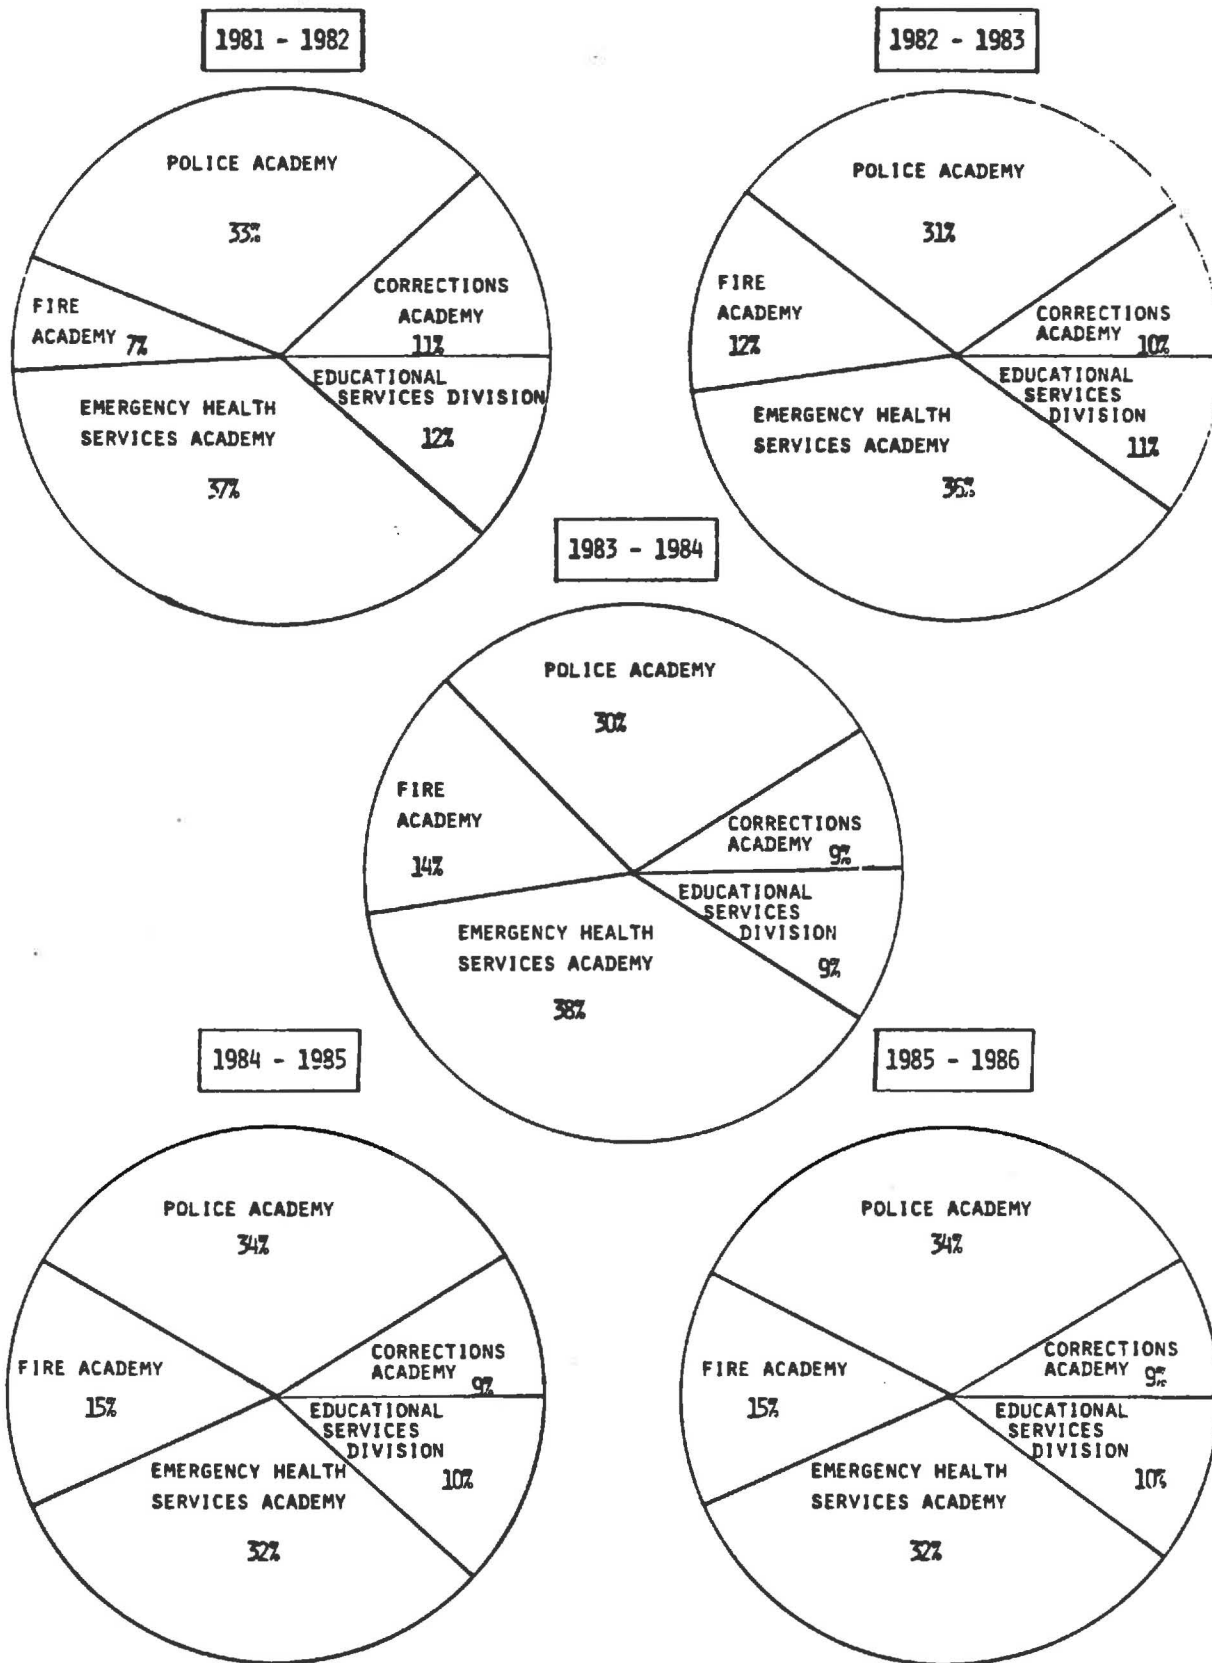 1981 - 1982
POLICE ACADEMY
33%
CORRECTIONS
ACADEMY
11%
FIRE
ACADEMY 7%
EDUCATIONAL
SERVICES DIVISION
12%
EMERGENCY HEALTH
SERVICES ACADEMY
37%
1982 - 1983
POLICE ACADEMY
31%
FIRE
ACADEMY
12%
CORRECTIONS
ACADEMY 10%
EDUCATIONAL
SERVICES
DIVISION
11%
EMERGENCY HEALTH
SERVICES ACADEMY
36%
1983 - 1984
POLICE ACADEMY
30%
FIRE
ACADEMY
14%
CORRECTIONS
ACADEMY 9%
EDUCATIONAL
SERVICES
DIVISION
9%
EMERGENCY HEALTH
SERVICES ACADEMY
38%
1984 - 1985
POLICE ACADEMY
34%
FIRE ACADEMY
15%
CORRECTIONS
ACADEMY 9%
EDUCATIONAL
SERVICES
DIVISION
10%
EMERGENCY HEALTH
SERVICES ACADEMY
32%
1985 - 1986
POLICE ACADEMY
34%
FIRE ACADEMY
15%
CORRECTIONS
ACADEMY 9%
EDUCATIONAL
SERVICES
DIVISION
10%
EMERGENCY HEALTH
SERVICES ACADEMY
32%